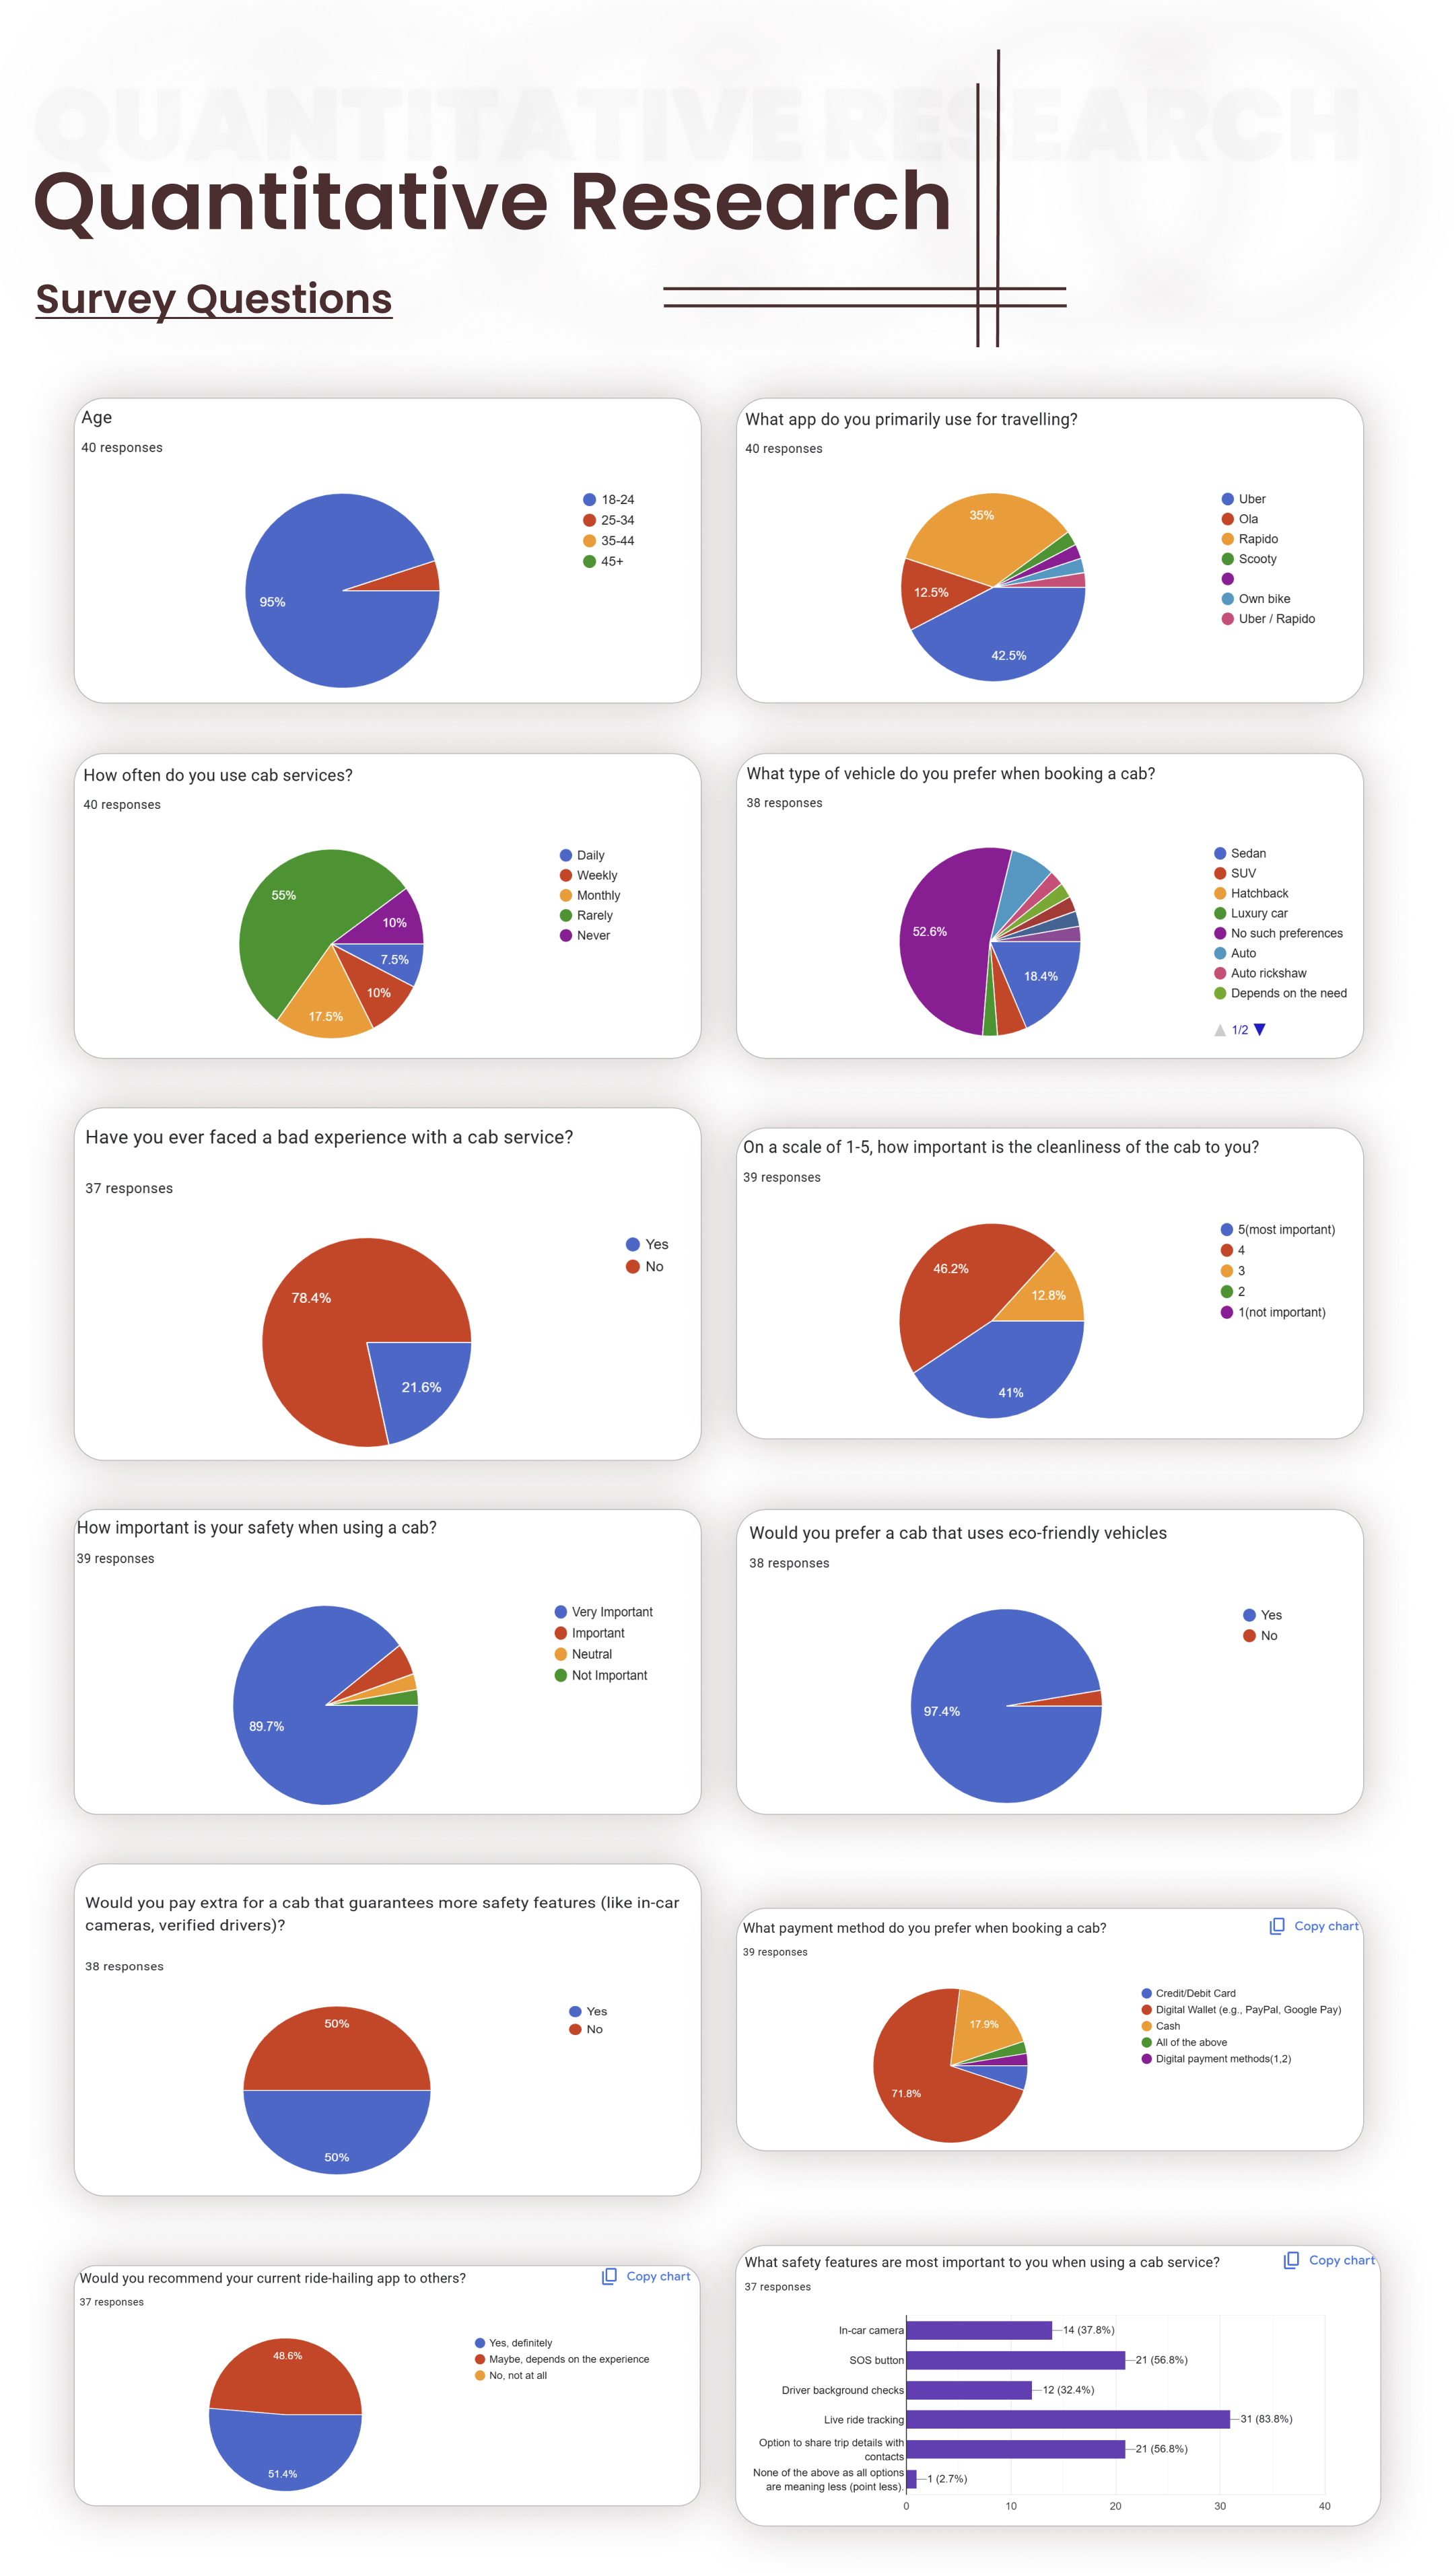 QUANTITATIVE RESEARCH
Quantitative Research
Survey Questions
Age
40 responses
95%
18-24
25-34
35-44
45+
What app do you primarily use for travelling?
40 responses
35%
12.5%
42.5%
Uber
Ola
Rapido
Scooty
Own bike
Uber / Rapido
How often do you use cab services?
40 responses
55%
10%
7.5%
10%
17.5%
Daily
Weekly
Monthly
Rarely
Never
What type of vehicle do you prefer when booking a cab?
38 responses
52.6%
18.4%
Sedan
SUV
Hatchback
Luxury car
No such preferences
Auto
Auto rickshaw
Depends on the need
1/2
Have you ever faced a bad experience with a cab service?
37 responses
78.4%
21.6%
Yes
No
On a scale of 1-5, how important is the cleanliness of the cab to you?
39 responses
46.2%
12.8%
41%
5(most important)
4
3
2
1(not important)
How important is your safety when using a cab?
39 responses
89.7%
Very Important
Important
Neutral
Not Important
Would you prefer a cab that uses eco-friendly vehicles
38 responses
97.4%
Yes
No
Would you pay extra for a cab that guarantees more safety features (like in-car
cameras, verified drivers)?
38 responses
50%
50%
Yes
No
What payment method do you prefer when booking a cab?
Copy chart
39 responses
17.9%
71.8%
Credit/Debit Card
Digital Wallet (e.g., PayPal, Google Pay)
Cash
All of the above
Digital payment methods(1,2)
Would you recommend your current ride-hailing app to others?
Copy chart
37 responses
48.6%
51.4%
Yes, definitely
Maybe, depends on the experience
No, not at all
What safety features are most important to you when using a cab service?
Copy chart
37 responses
In-car camera
14 (37.8%)
SOS button
21 (56.8%)
Driver background checks
12 (32.4%)
Live ride tracking
31 (83.8%)
Option to share trip details with
contacts
21 (56.8%)
None of the above as all options
are meaning less (point less).
1 (2.7%)
0
10
20
30
40